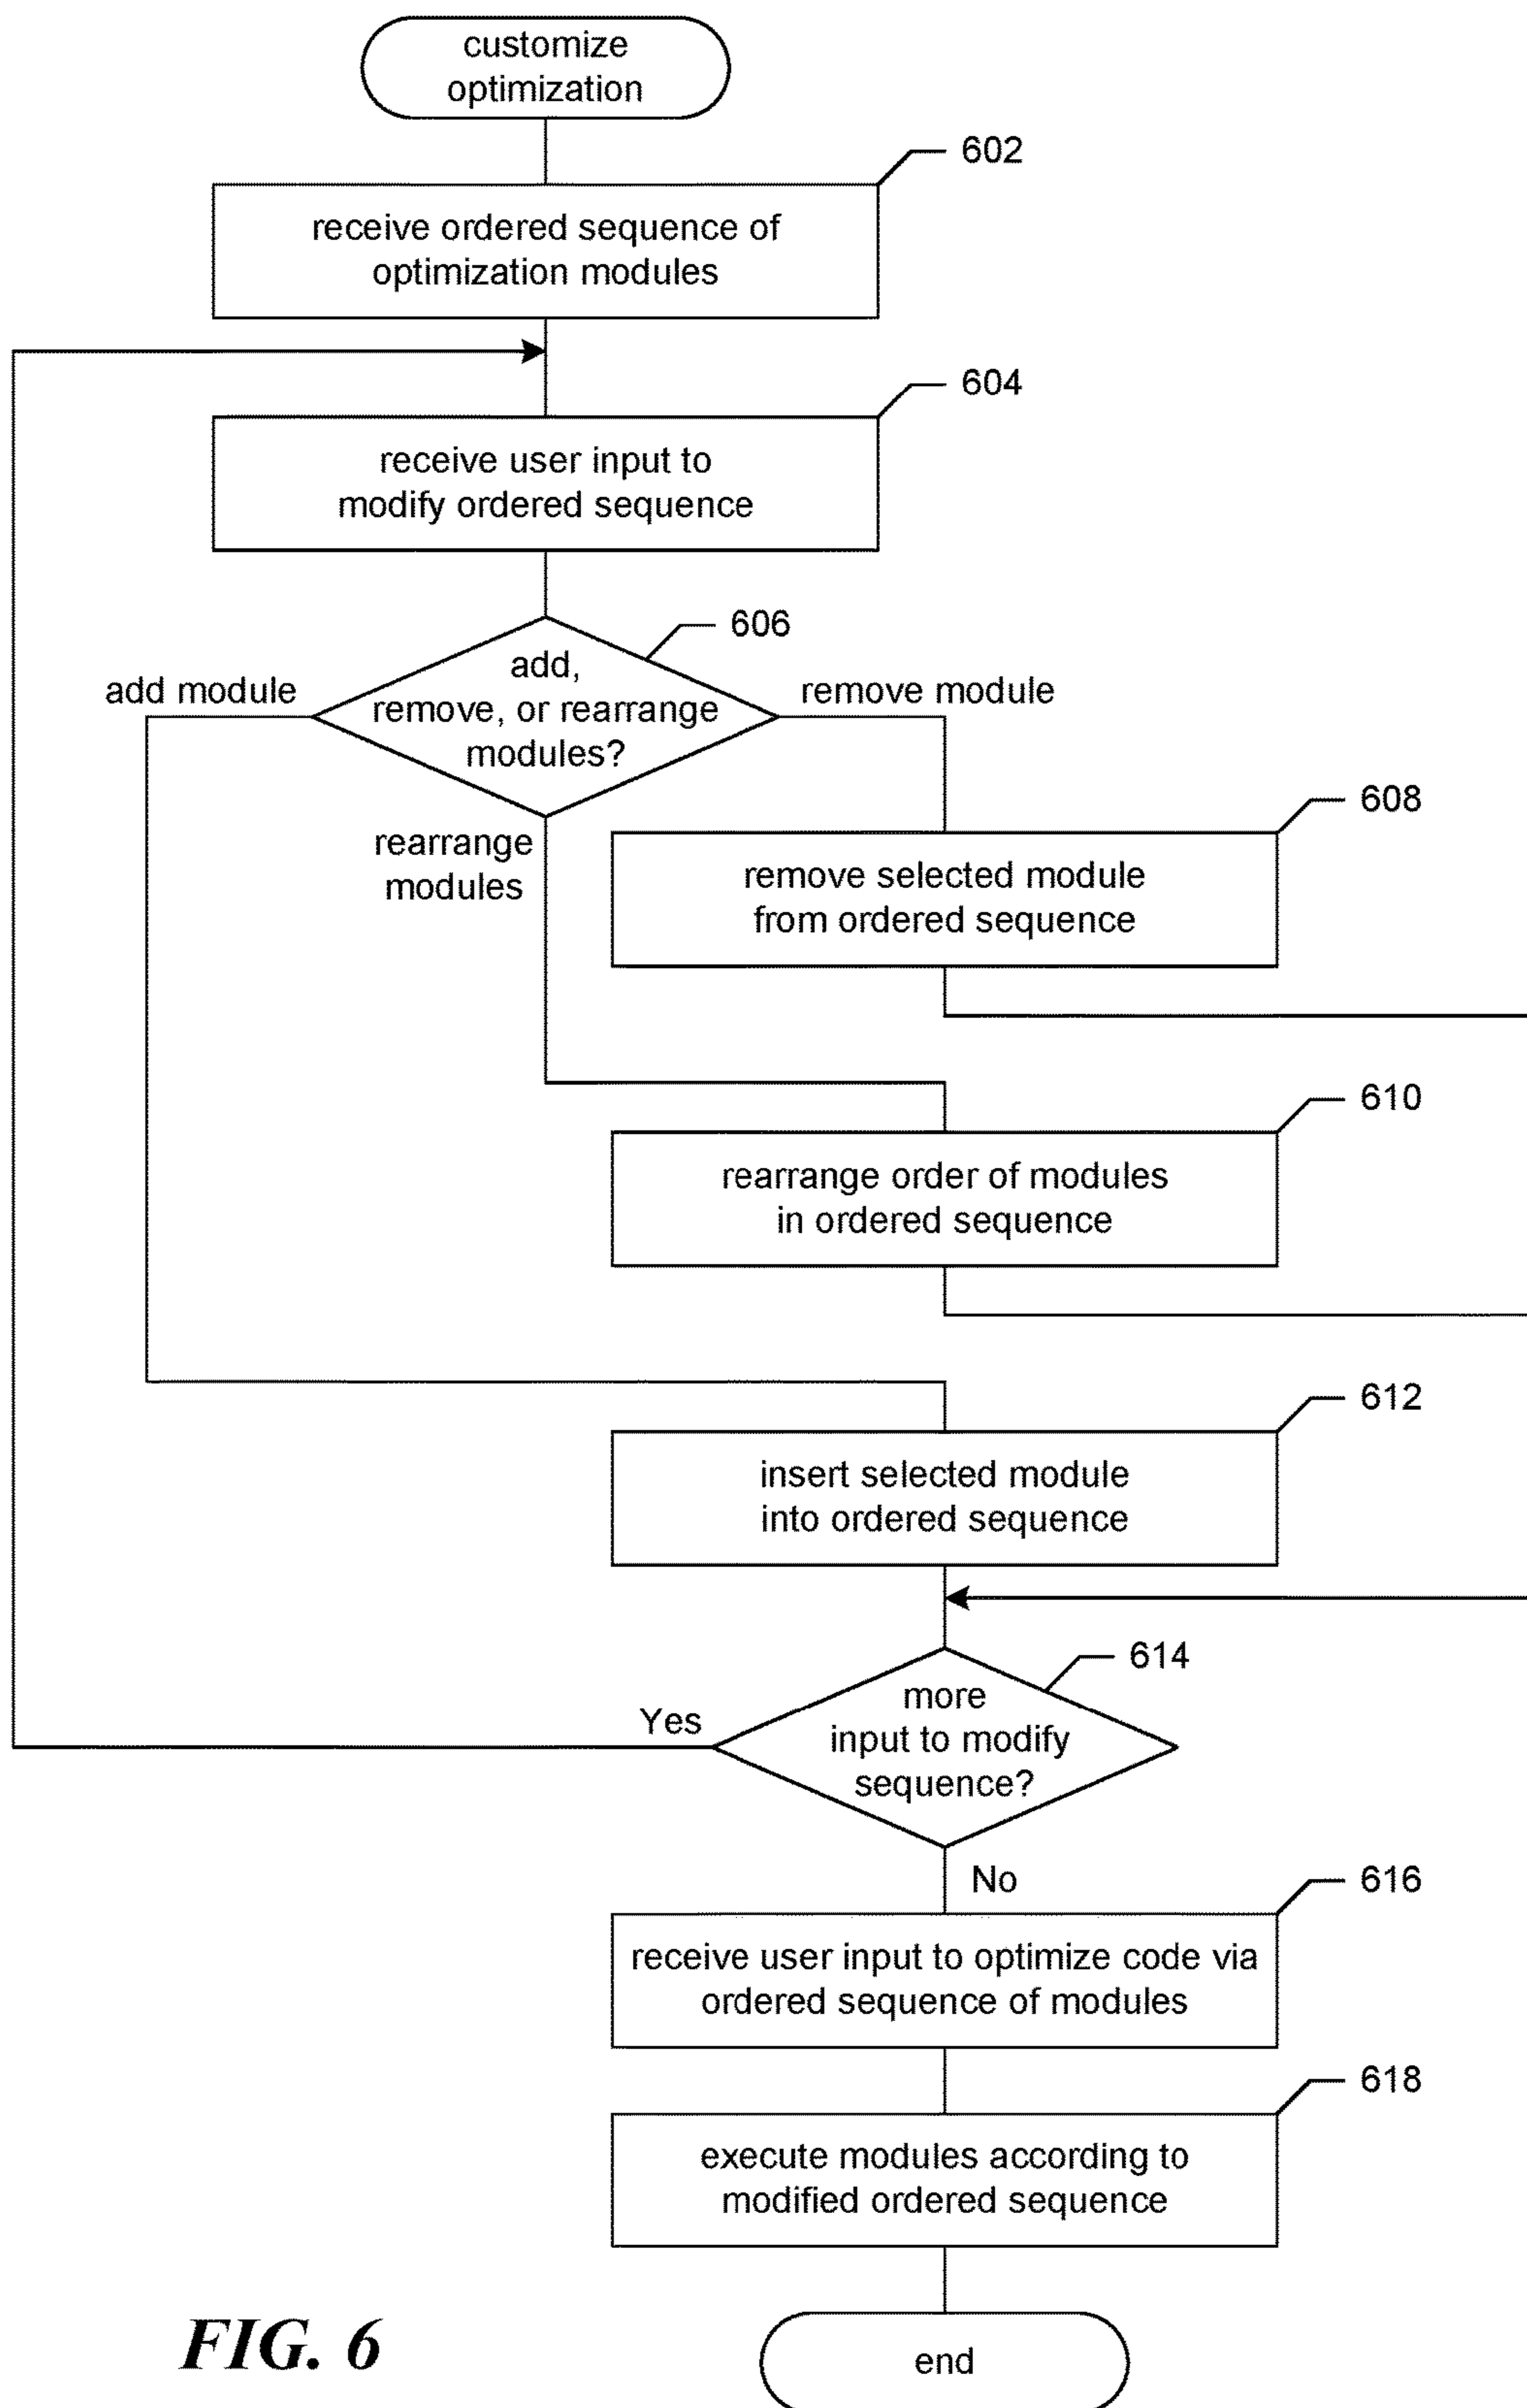 customize
optimization
602
receive ordered sequence of
optimization modules
604
receive user input to
modify ordered sequence
606
add,
remove, or rearrange
modules?
add module
remove module
rearrange
modules
608
remove selected module
from ordered sequence
610
rearrange order of modules
in ordered sequence
612
insert selected module
into ordered sequence
614
more
input to modify
sequence?
Yes
No
616
receive user input to optimize code via
ordered sequence of modules
618
execute modules according to
modified ordered sequence
end
FIG. 6